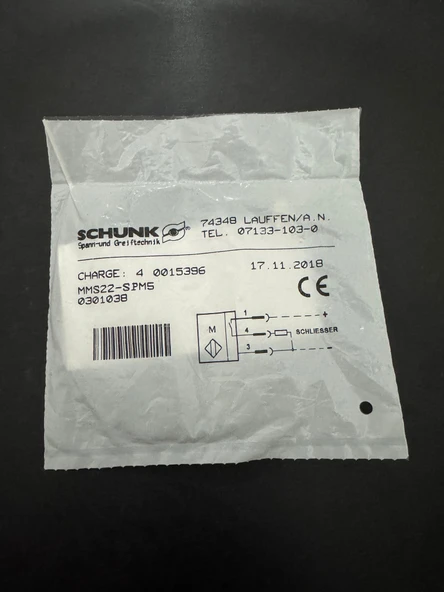 SCHUNK
Spann-und Greiftechnik
74348 LAUFFEN/A.N.
TEL. 07133-103-0
CHARGE: 4 0015396 17.11.2018
MMS22-S.PM5
0301038
CE
M
1 +
4 SCHLIESSER
3 -